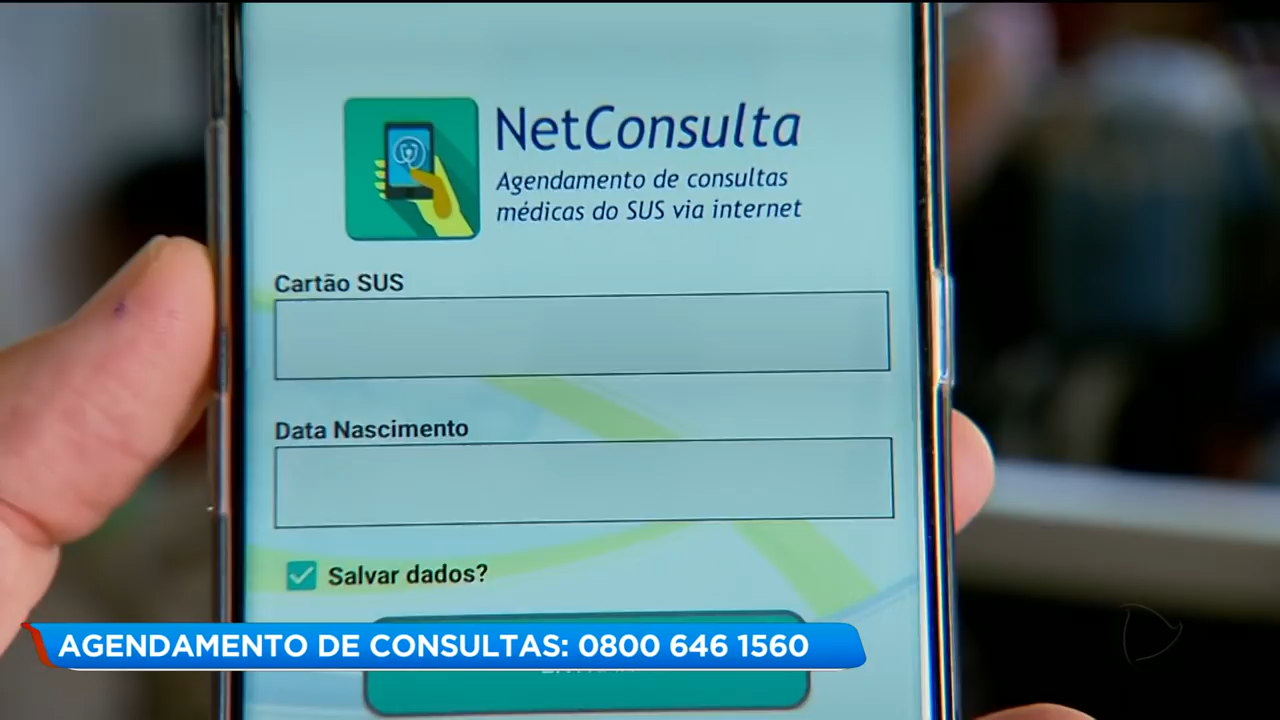 NetConsulta
Agendamento de consultas
médicas do SUS via internet
Cartão SUS
Data Nascimento
Salvar dados?
AGENDAMENTO DE CONSULTAS: 0800 646 1560